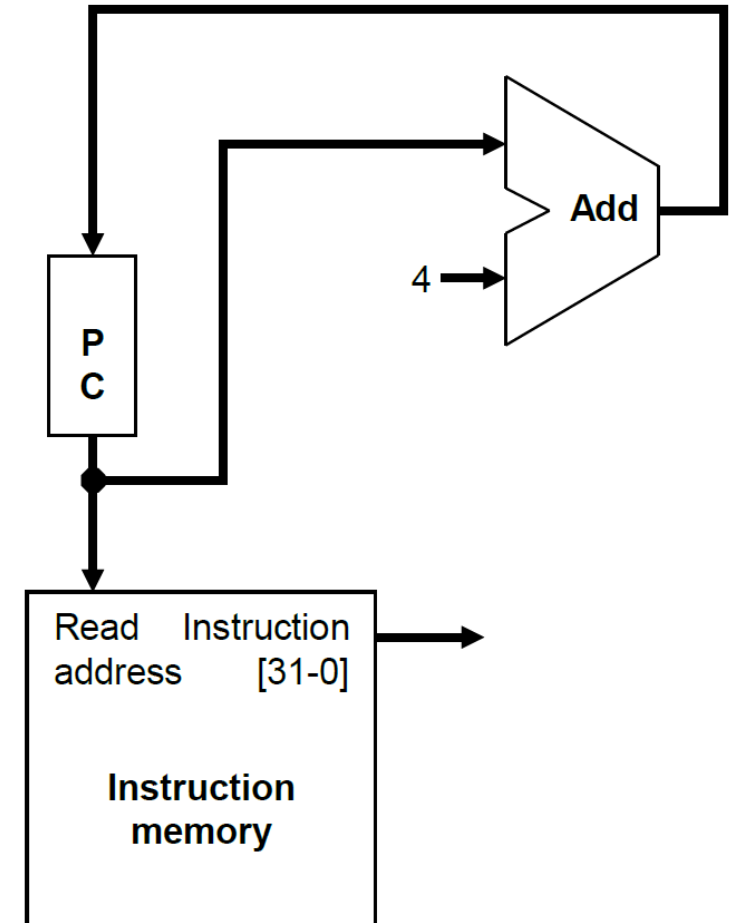 Add
4
P
C
Read Instruction
address [31-0]
Instruction
memory